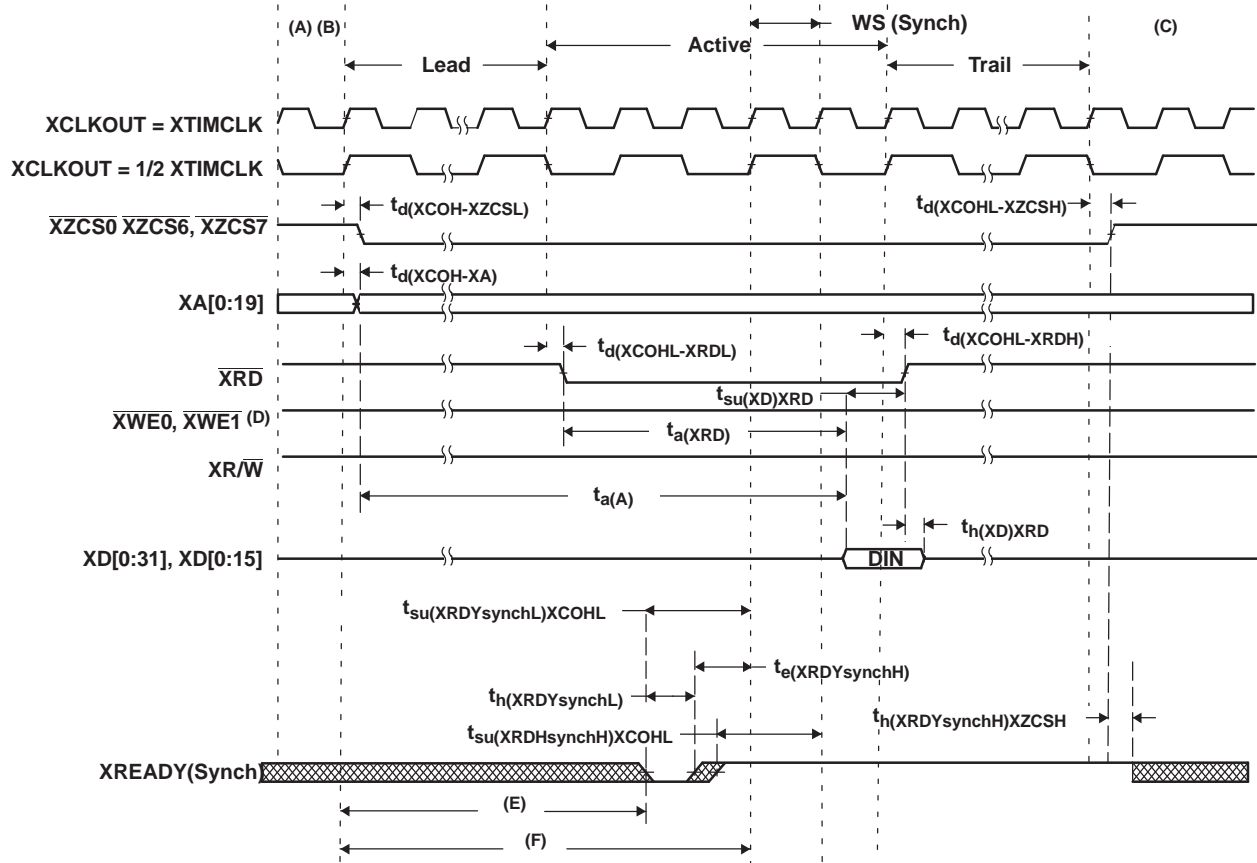 (A) (B)
WS (Synch)
(C)
Active
Lead
Trail
XCLKOUT = XTIMCLK
XCLKOUT = 1/2 XTIMCLK
td(XCOH-XZCSL)
td(XCOHL-XZCSH)
XZCS0 XZCS6, XZCS7
td(XCOH-XA)
XA[0:19]
td(XCOHL-XRDL)
td(XCOHL-XRDH)
XRD
tsu(XD)XRD
XWE0, XWE1 (D)
ta(XRD)
XR/W
ta(A)
th(XD)XRD
XD[0:31], XD[0:15]
DIN
tsu(XRDYsynchL)XCOHL
te(XRDYsynchH)
th(XRDYsynchL)
th(XRDYsynchH)XZCSH
tsu(XRDHsynchH)XCOHL
XREADY(Synch)
(E)
(F)